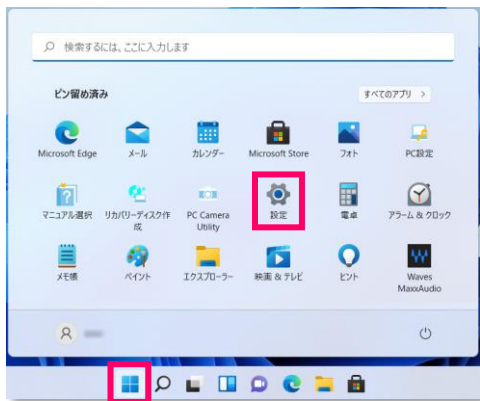 検索するには、ここに入力します
ピン留め済み
すべてのアプリ >
Microsoft Edge
メール
カレンダー
Microsoft Store
フォト
PC設定
マニュアル選択
リカバリーディスク作
成
PC Camera
Utility
設定
電卓
アラーム & クロック
メモ帳
ペイント
エクスプローラー
映画 & テレビ
ヒント
Waves
MaxxAudio